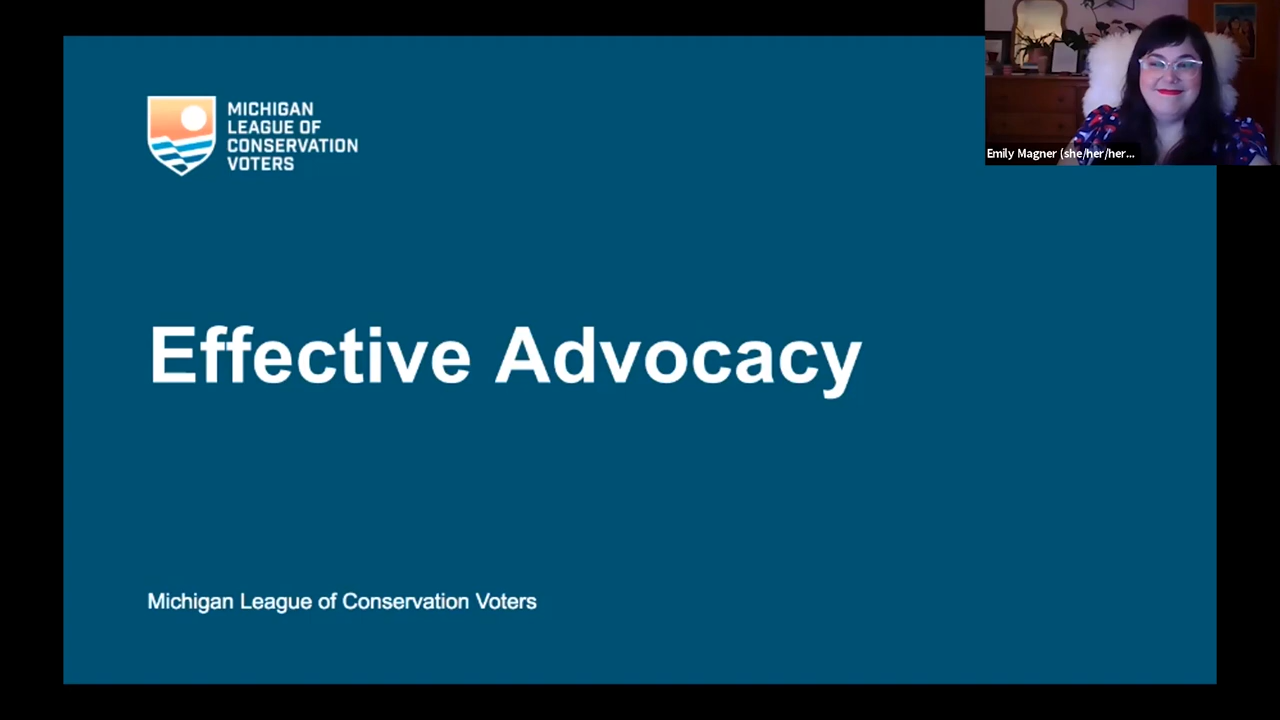 MICHIGAN
LEAGUE OF
CONSERVATION
VOTERS
Emily Magner (she/her/her...
Effective Advocacy
Michigan League of Conservation Voters